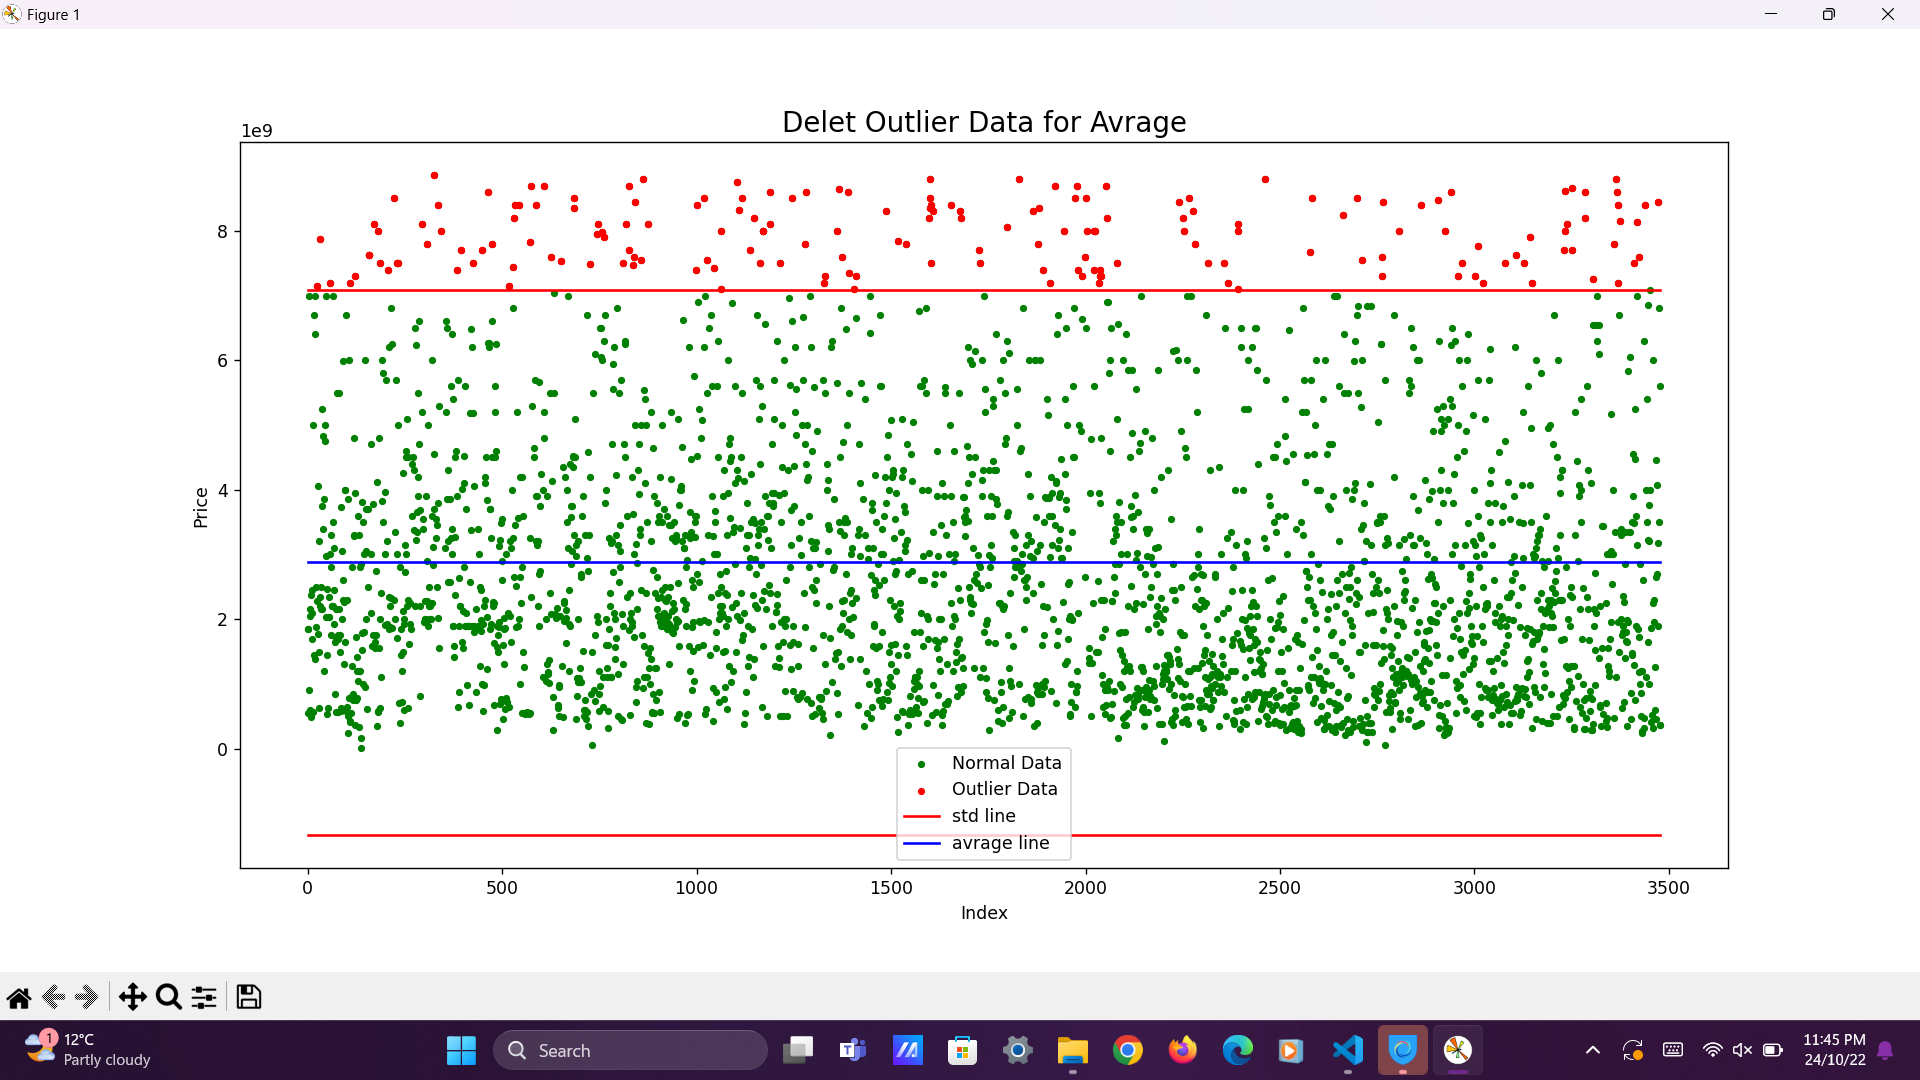 Figure 1
Delet Outlier Data for Avrage
1e9
8
6
4
2
0
Price
Normal Data
Outlier Data
std line
avrage line
0 500 1000 1500 2000 2500 3000 3500
Index
1
12°C
Partly cloudy
Search
11:45 PM
24/10/22